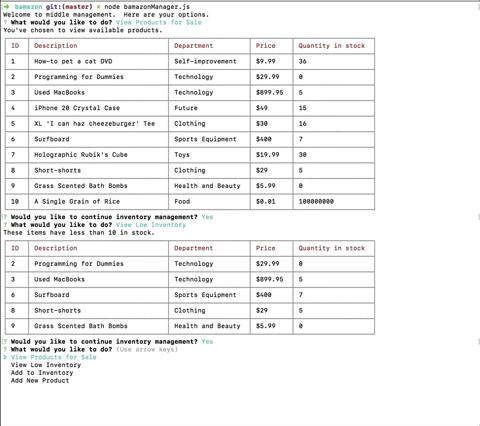 ➜ bamazon git:(master) ✗ node bamazonManager.js
Welcome to middle management.  Here are your options.
? What would you like to do? View Products for Sale
You've chosen to view available products.
ID Description Department Price Quantity in stock
1 How-to pet a cat DVD Self-improvement $9.99 36
2 Programming for Dummies Technology $29.99 0
3 Used MacBooks Technology $899.95 5
4 iPhone 20 Crystal Case Future $49 15
5 XL 'I can haz cheezeburger' Tee Clothing $30 16
6 Surfboard Sports Equipment $400 7
7 Holographic Rubik's Cube Toys $19.99 30
8 Short-shorts Clothing $29 5
9 Grass Scented Bath Bombs Health and Beauty $5.99 0
10 A Single Grain of Rice Food $0.01 100000000
? Would you like to continue inventory management? Yes
? What would you like to do? View Low Inventory
These items have less than 10 in stock.
ID Description Department Price Quantity in stock
2 Programming for Dummies Technology $29.99 0
3 Used MacBooks Technology $899.95 5
6 Surfboard Sports Equipment $400 7
8 Short-shorts Clothing $29 5
9 Grass Scented Bath Bombs Health and Beauty $5.99 0
? Would you like to continue inventory management? Yes
? What would you like to do? (Use arrow keys)
❯ View Products for Sale
View Low Inventory
Add to Inventory
Add New Product